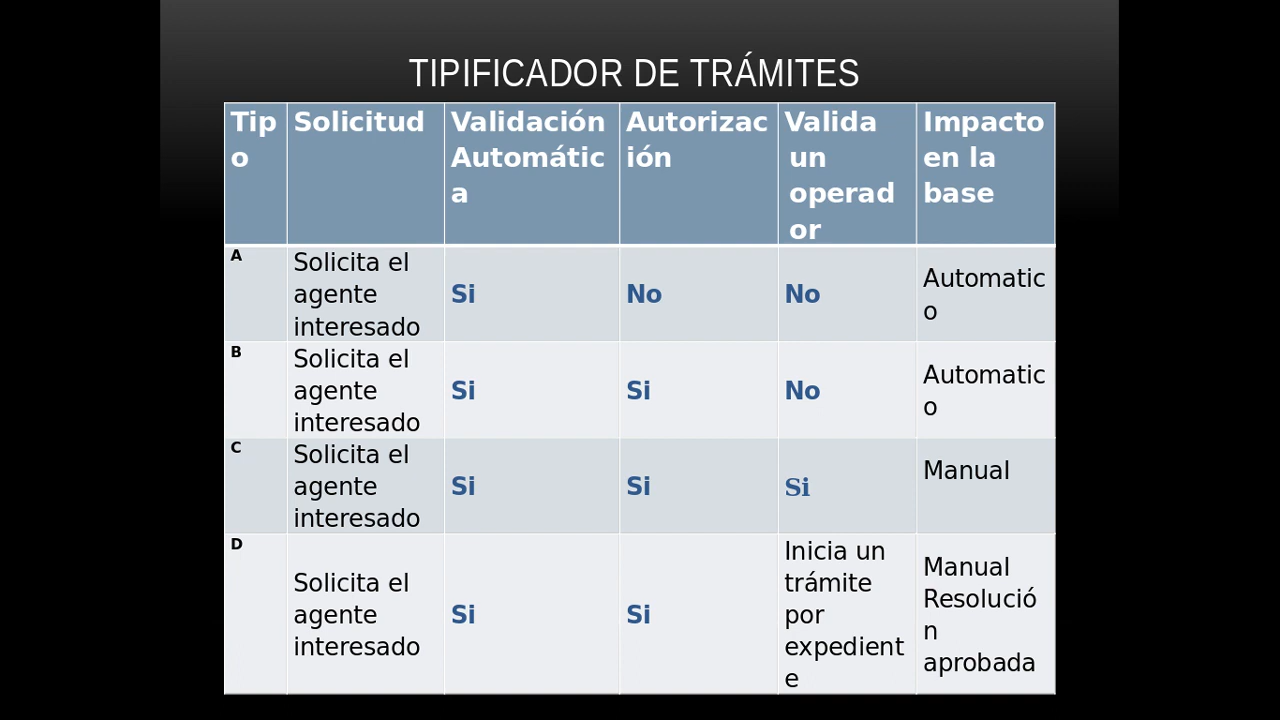 TIPIFICADOR DE TRÁMITES
Tip
o
Solicitud
Validación
Automátic
a
Autorizac
ión
Valida
un
operad
or
Impacto
en la
base
A
Solicita el
agente
interesado
Si
No
No
Automatic
o
B
Solicita el
agente
interesado
Si
Si
No
Automatic
o
C
Solicita el
agente
interesado
Si
Si
Si
Manual
D
Solicita el
agente
interesado
Si
Si
Inicia un
trámite
por
expedient
e
Manual
Resolució
n
aprobada